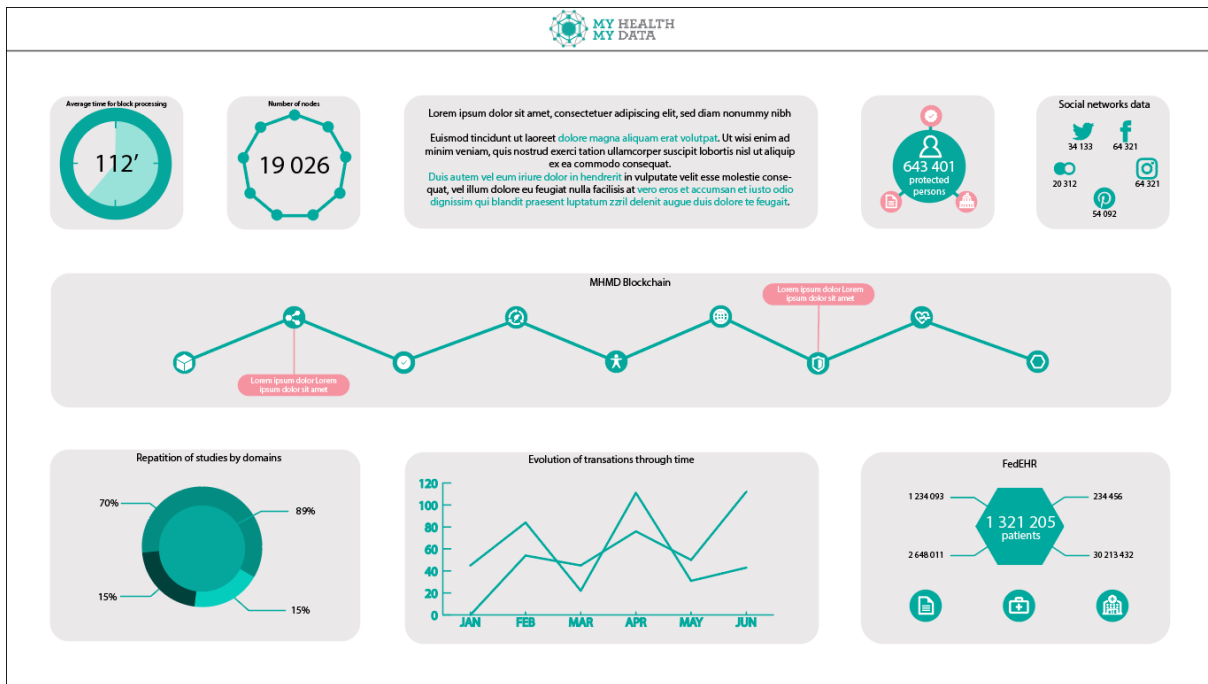 MY HEALTH
MY DATA
Average time for block processing
112’
Number of nodes
19 026
Lorem ipsum dolor sit amet, consectetuer adipiscing elit, sed diam nonummy nibh
Euismod tincidunt ut laoreet dolore magna aliquam erat volutpat. Ut wisi enim ad
minim veniam, quis nostrud exerci tation ullamcorper suscipit lobortis nisl ut aliquip
ex ea commodo consequat.
Duis autem vel eum iriure dolor in hendrerit in vulputate velit esse molestie conse-
quat, vel illum dolore eu feugiat nulla facilisis at vero eros et accumsan et iusto odio
dignissim qui blandit praesent luptatum zzril delenit augue duis dolore te feugait.
643 401
protected
persons
Social networks data
34 133
64 321
20 312
64 321
54 092
MHMD Blockchain
Lorem ipsum dolor Lorem
ipsum dolor sit amet
Lorem ipsum dolor Lorem
ipsum dolor sit amet
Repatition of studies by domains
70%
89%
15%
15%
Evolution of transations through time
120
100
80
60
40
20
0
JAN FEB MAR APR MAY JUN
FedEHR
1 234 093
234 456
1 321 205
patients
2 648 011
30 213 432